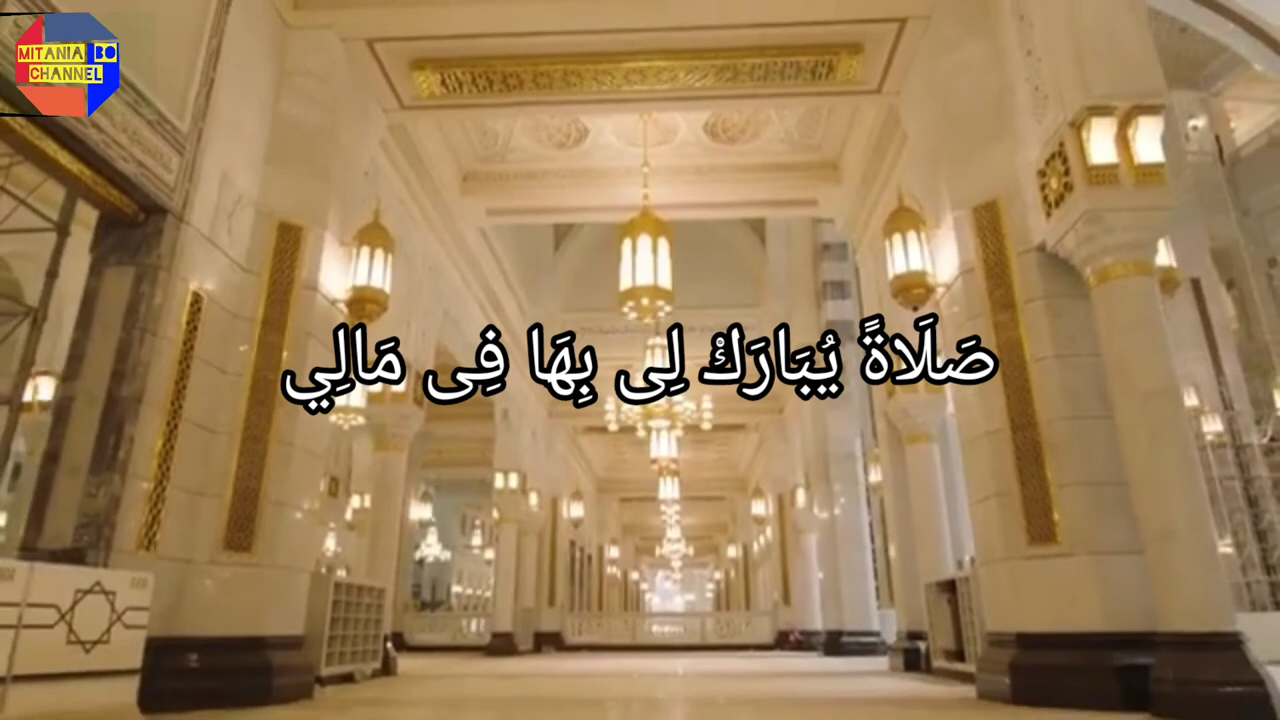 MITANIA BO
CHANNEL
صَلَاةً يُبَارَكْ لِى بِهَا فِى مَالِي